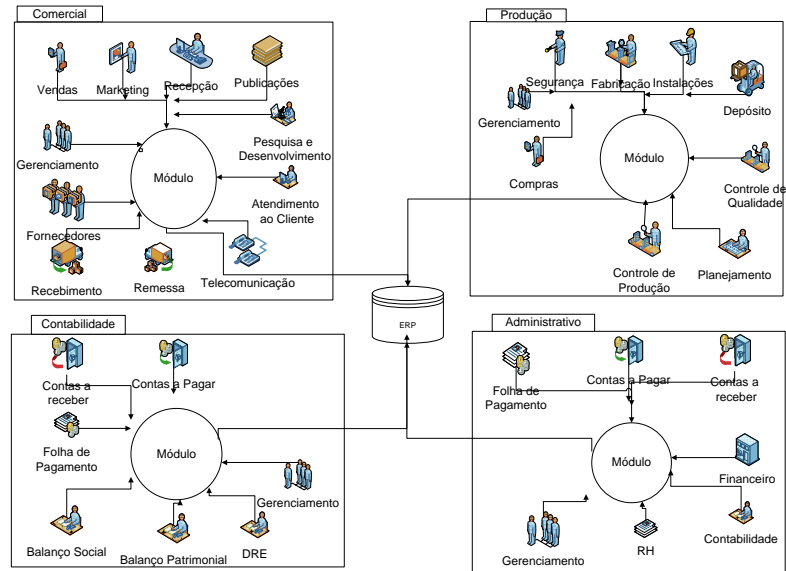 Comercial
Vendas
Marketing
Recepção
Publicações
Gerenciamento
Módulo
Pesquisa e
Desenvolvimento
Atendimento
ao Cliente
Fornecedores
Recebimento
Remessa
Telecomunicação
Produção
Segurança
Fabricação
Instalações
Depósito
Gerenciamento
Compras
Módulo
Controle de
Qualidade
Controle de
Produção
Planejamento
ERP
Contabilidade
Contas a
receber
Contas a Pagar
Folha de
Pagamento
Módulo
Gerenciamento
Balanço Social
Balanço Patrimonial
DRE
Administrativo
Folha de
Pagamento
Contas a Pagar
Contas a
receber
Módulo
Financeiro
Gerenciamento
RH
Contabilidade